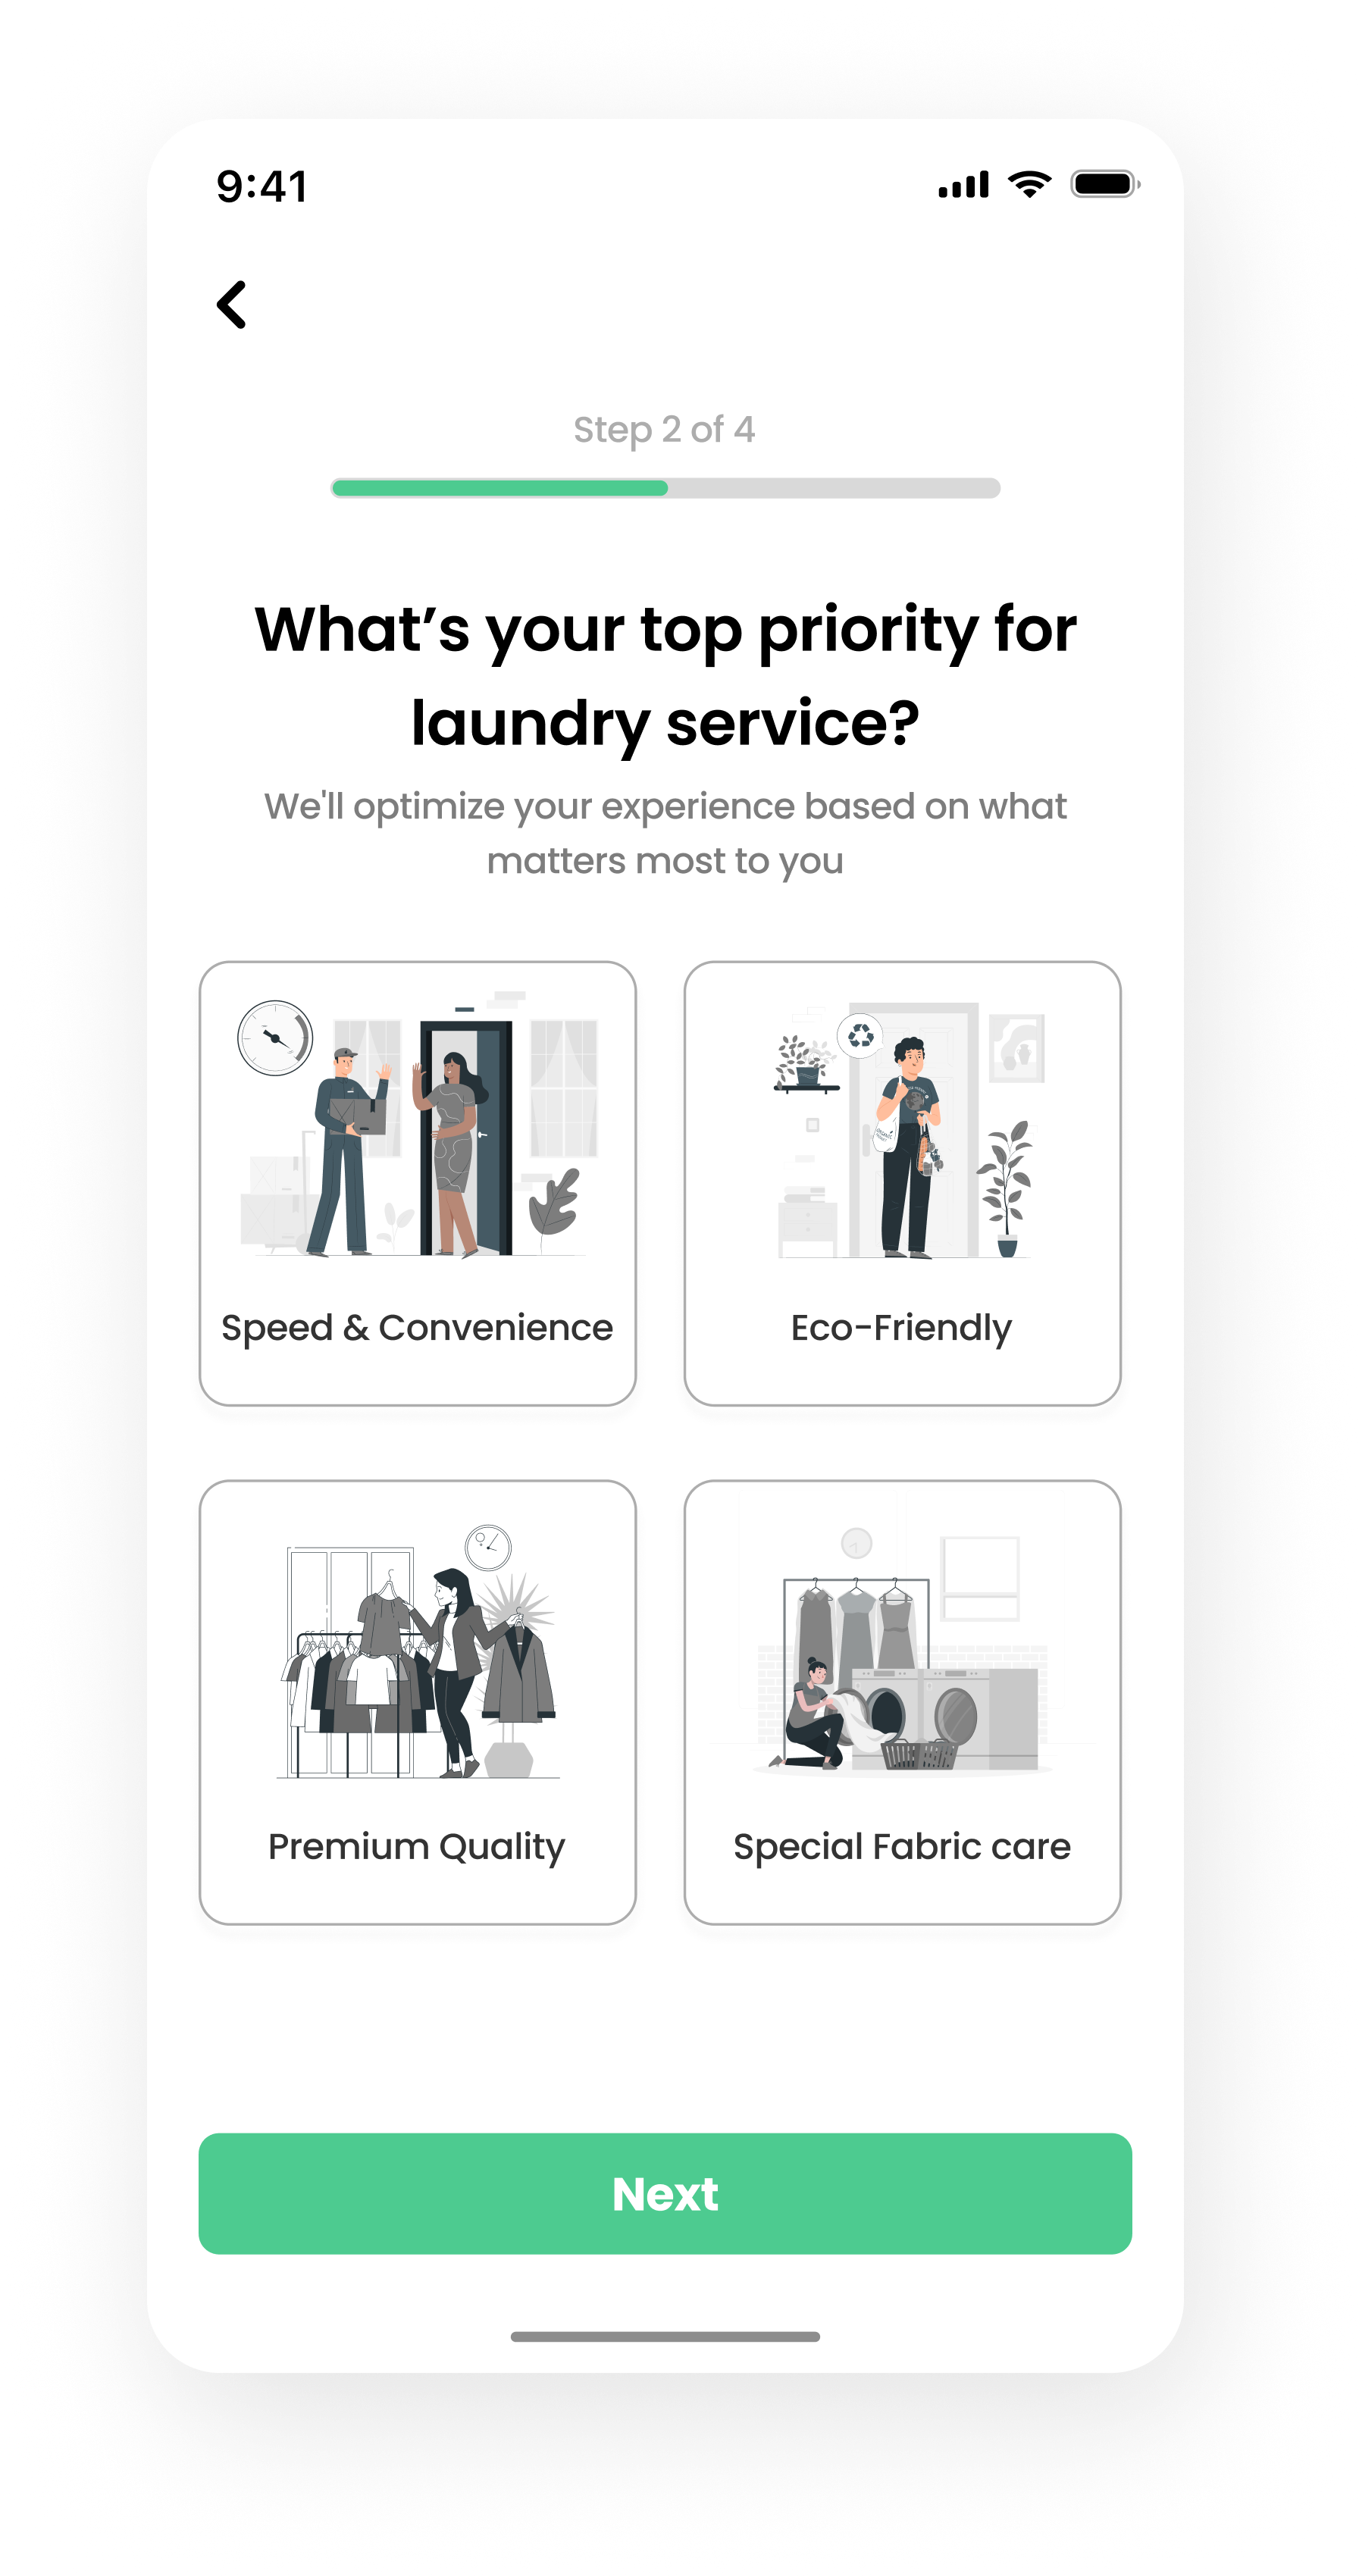 9:41
Step 2 of 4
What’s your top priority for
laundry service?
We'll optimize your experience based on what
matters most to you
Speed & Convenience
Eco-Friendly
Premium Quality
Special Fabric care
Next